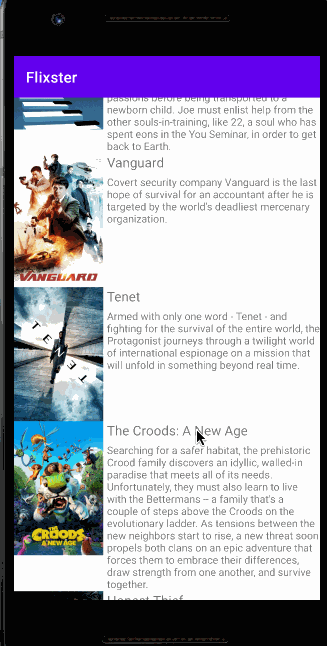 Flixster
passions before being transported to a
newborn child. Joe must enlist help from the
other souls-in-training, like 22, a soul who has
spent eons in the You Seminar, in order to get
back to Earth.
Vanguard
Covert security company Vanguard is the last
hope of survival for an accountant after he is
targeted by the world's deadliest mercenary
organization.
VANGUARD
Tenet
Armed with only one word - Tenet - and
fighting for the survival of the entire world, the
Protagonist journeys through a twilight world
of international espionage on a mission that
will unfold in something beyond real time.
TENET
The Croods: A New Age
Searching for a safer habitat, the prehistoric
Crood family discovers an idyllic, walled-in
paradise that meets all of its needs.
Unfortunately, they must also learn to live
with the Bettermans – a family that's a
couple of steps above the Croods on the
evolutionary ladder. As tensions between the
new neighbors start to rise, a new threat soon
propels both clans on an epic adventure that
forces them to embrace their differences,
draw strength from one another, and survive
together.
THE
CROODS
A NEW AGE
Honest Thief